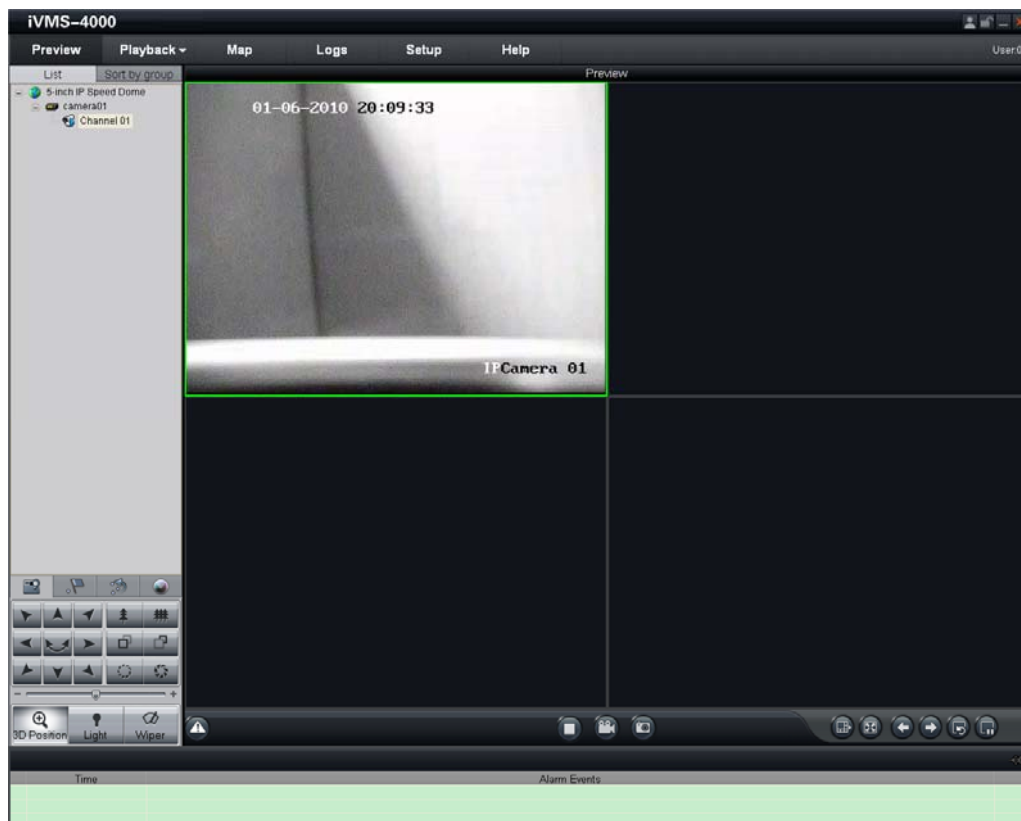 iVMS-4000
Preview Playback Map Logs Setup Help
List Sort by group
Preview
5-inch IP Speed Dome
camera01
Channel 01
01-06-2010 20:09:33
IPCamera 01
3D Position Light Wiper
Time Alarm Events